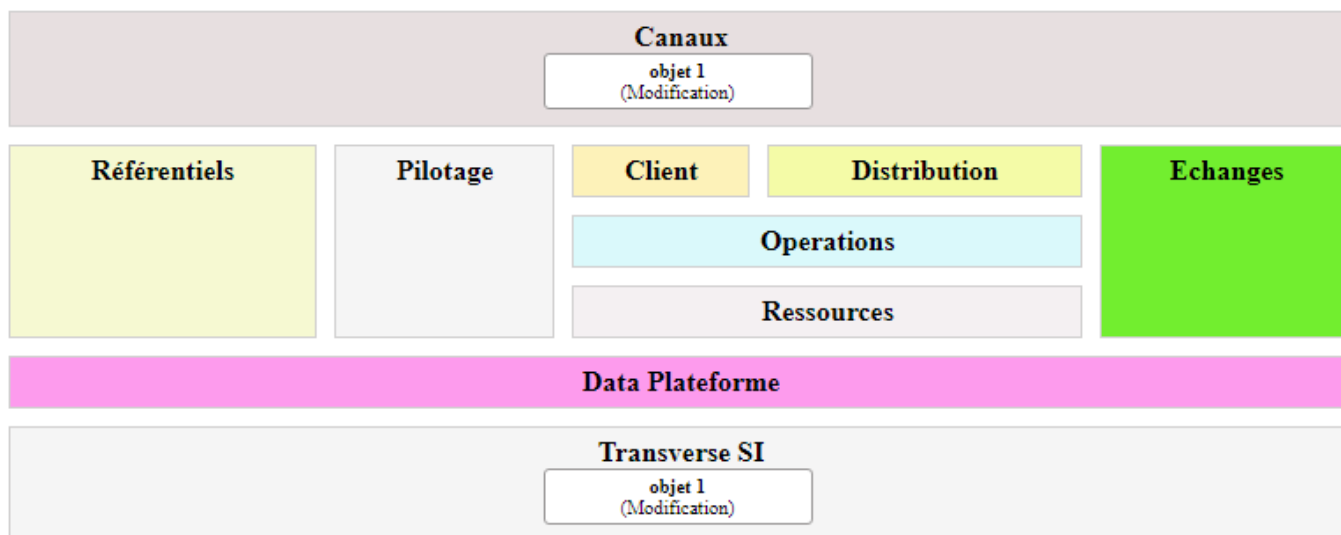 Canaux
objet 1
(Modification)
Référentiels
Pilotage
Client
Distribution
Echanges
Operations
Ressources
Data Plateforme
Transverse SI
objet 1
(Modification)